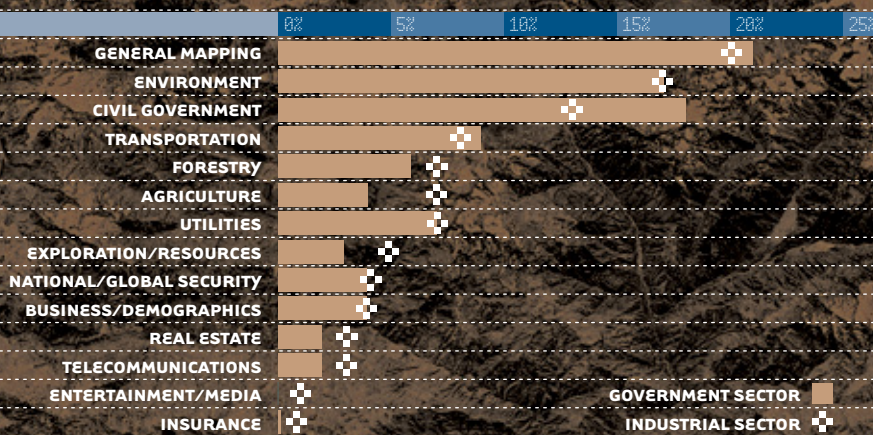 0% 5% 10% 15% 20% 25%
GENERAL MAPPING
ENVIRONMENT
CIVIL GOVERNMENT
TRANSPORTATION
FORESTRY
AGRICULTURE
UTILITIES
EXPLORATION/RESOURCES
NATIONAL/GLOBAL SECURITY
BUSINESS/DEMOGRAPHICS
REAL ESTATE
TELECOMMUNICATIONS
ENTERTAINMENT/MEDIA GOVERNMENT SECTOR
INSURANCE INDUSTRIAL SECTOR